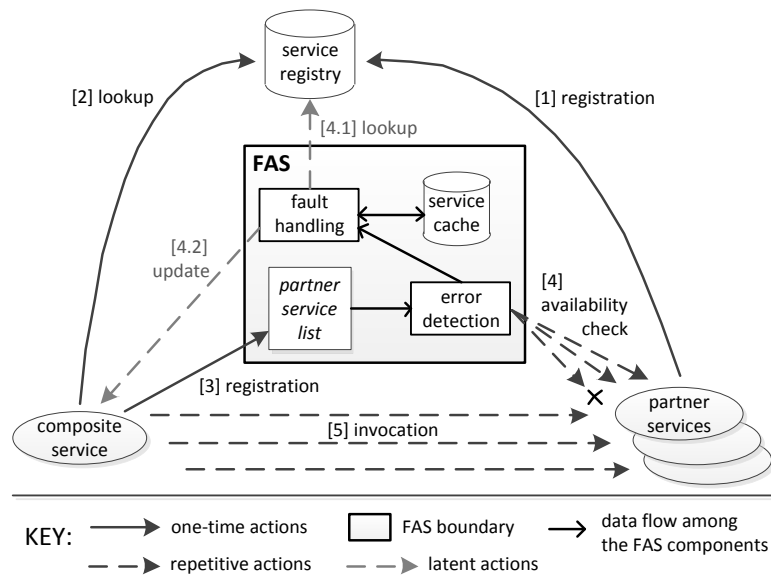 service
registry
[2] lookup
[1] registration
[4.1] lookup
FAS
fault
handling
service
cache
[4.2]
update
partner
service
list
error
detection
[4]
availability
check
[3] registration
composite
service
[5] invocation
partner
services
KEY:
one-time actions
FAS boundary
data flow among
the FAS components
repetitive actions
latent actions